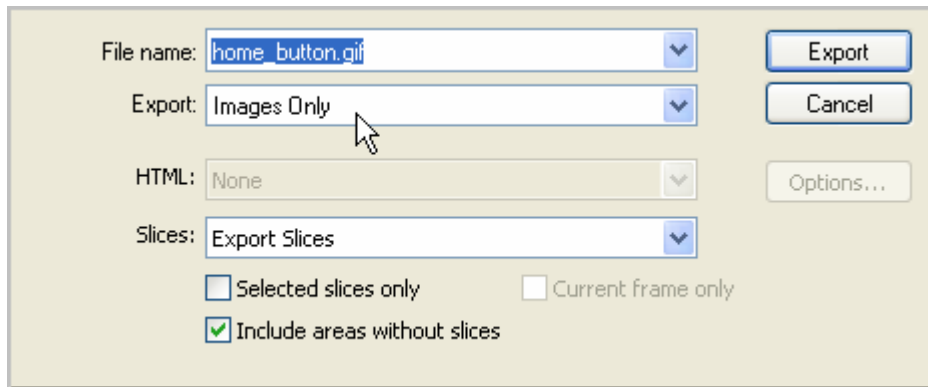 File name: home_button.gif Export
Export: Images Only Cancel
HTML: None Options...
Slices: Export Slices
Selected slices only Current frame only
Include areas without slices